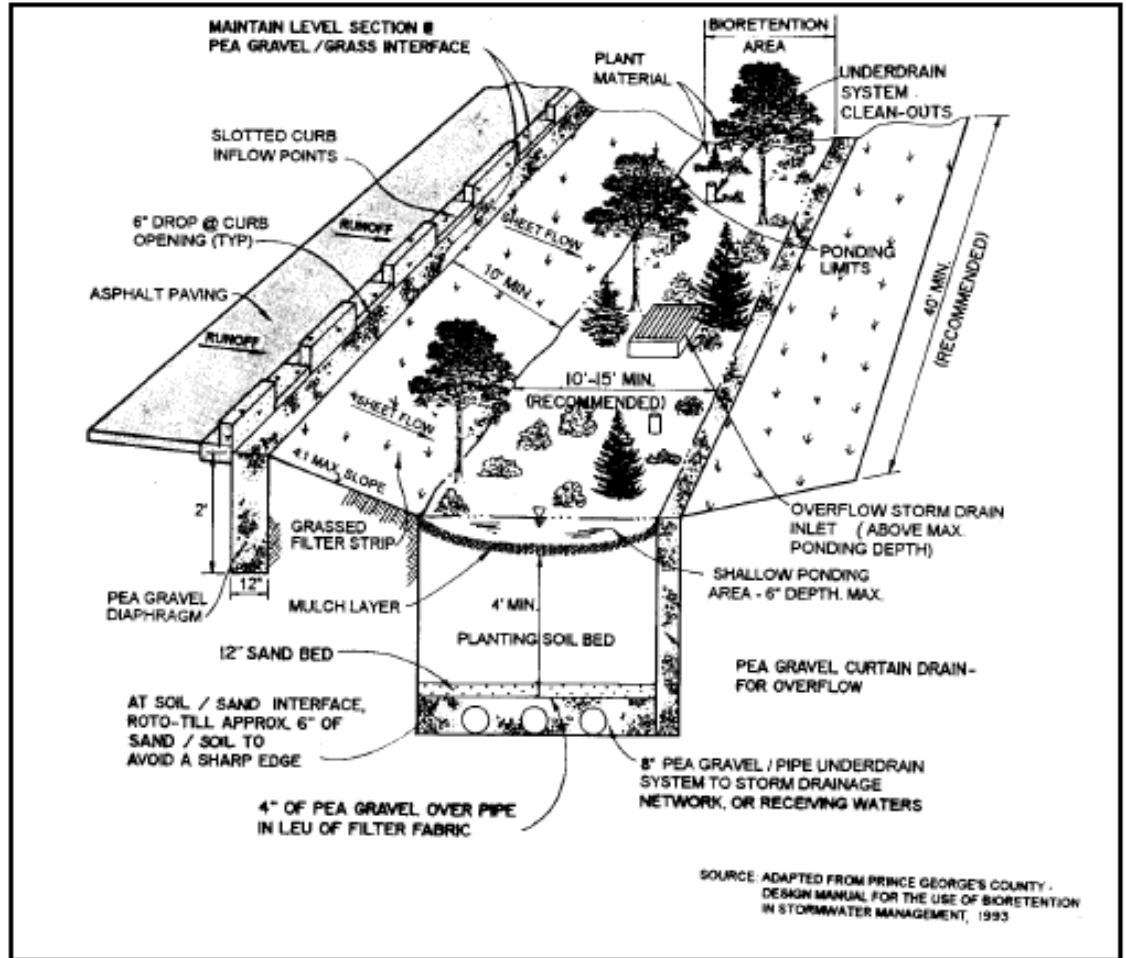 MAINTAIN LEVEL SECTION @
PEA GRAVEL / GRASS INTERFACE
BIORETENTION
AREA
PLANT
MATERIAL
UNDERDRAIN
SYSTEM
CLEAN-OUTS
SLOTTED CURB
INFLOW POINTS
6" DROP @ CURB
OPENING (TYP)
RUNOFF
SHEET FLOW
PONDING
LIMITS
ASPHALT PAVING
10" MIN.
40' MIN.
(RECOMMENDED)
RUNOFF
10'-15' MIN.
(RECOMMENDED)
SHEET FLOW
4:1 MAX. SLOPE
2'
GRASSED
FILTER STRIP
OVERFLOW STORM DRAIN
INLET (ABOVE MAX.
PONDING DEPTH)
12"
PEA GRAVEL
DIAPHRAGM
MULCH LAYER
4' MIN.
SHALLOW PONDING
AREA - 6" DEPTH. MAX.
PLANTING SOIL BED
12" SAND BED
PEA GRAVEL CURTAIN DRAIN-
FOR OVERFLOW
AT SOIL / SAND INTERFACE,
ROTO-TILL APPROX. 6" OF
SAND / SOIL TO
AVOID A SHARP EDGE
8" PEA GRAVEL / PIPE UNDERDRAIN
SYSTEM TO STORM DRAINAGE
NETWORK, OR RECEIVING WATERS
4" OF PEA GRAVEL OVER PIPE
IN LEU OF FILTER FABRIC
SOURCE: ADAPTED FROM PRINCE GEORGE'S COUNTY -
DESIGN MANUAL FOR THE USE OF BIORETENTION
IN STORMWATER MANAGEMENT, 1993